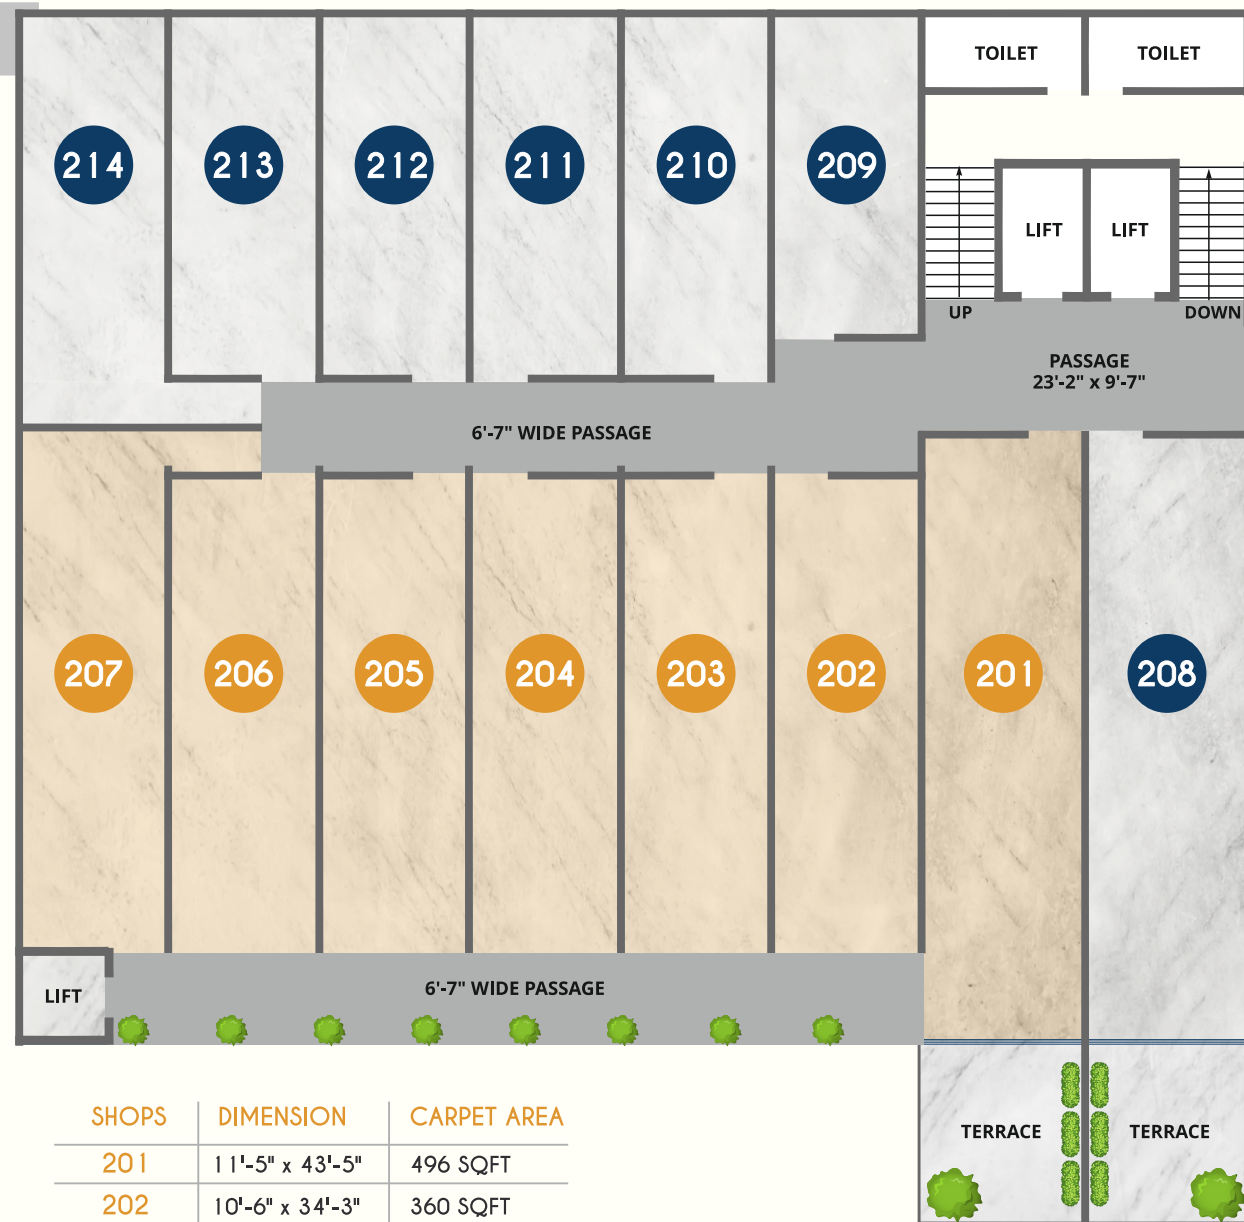 TOILET TOILET
214 213 212 211 210 209
LIFT LIFT
UP DOWN
PASSAGE
23'-2" x 9'-7"
6'-7" WIDE PASSAGE
207 206 205 204 203 202 201 208
LIFT
6'-7" WIDE PASSAGE
TERRACE TERRACE
SHOPS DIMENSION CARPET AREA
201 11'-5" x 43'-5" 496 SQFT
202 10'-6" x 34'-3" 360 SQFT